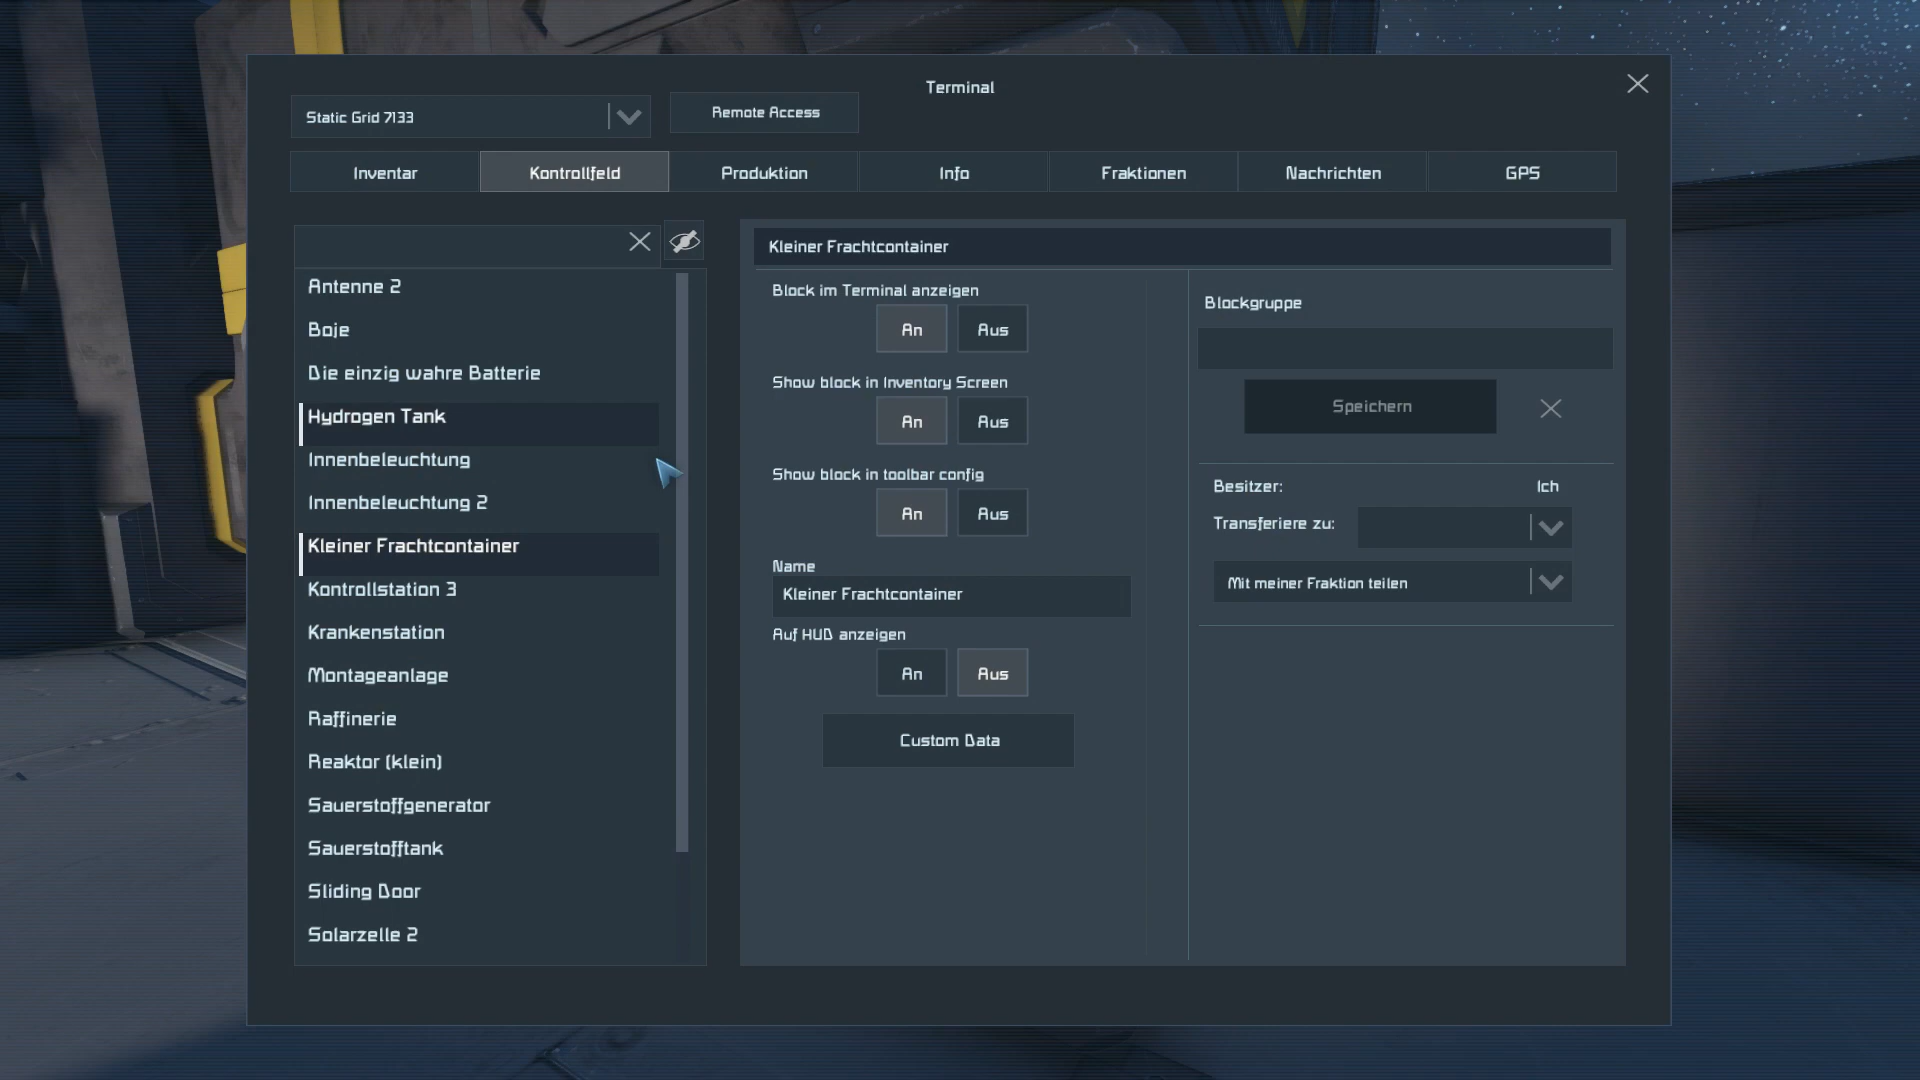 Terminal
Static Grid 7133
Remote Access
Inventar
Kontrollfeld
Produktion
Info
Fraktionen
Nachrichten
GPS
Antenne 2
Boje
Die einzig wahre Batterie
Hydrogen Tank
Innenbeleuchtung
Innenbeleuchtung 2
Kleiner Frachtcontainer
Kontrollstation 3
Krankenstation
Montageanlage
Raffinerie
Reaktor (klein)
Sauerstoffgenerator
Sauerstofftank
Sliding Door
Solarzelle 2
Kleiner Frachtcontainer
Block im Terminal anzeigen
An Aus
Show block in Inventory Screen
An Aus
Show block in toolbar config
An Aus
Name
Kleiner Frachtcontainer
Auf HUD anzeigen
An Aus
Custom Data
Blockgruppe
Speichern
Besitzer: Ich
Transferiere zu:
Mit meiner Fraktion teilen